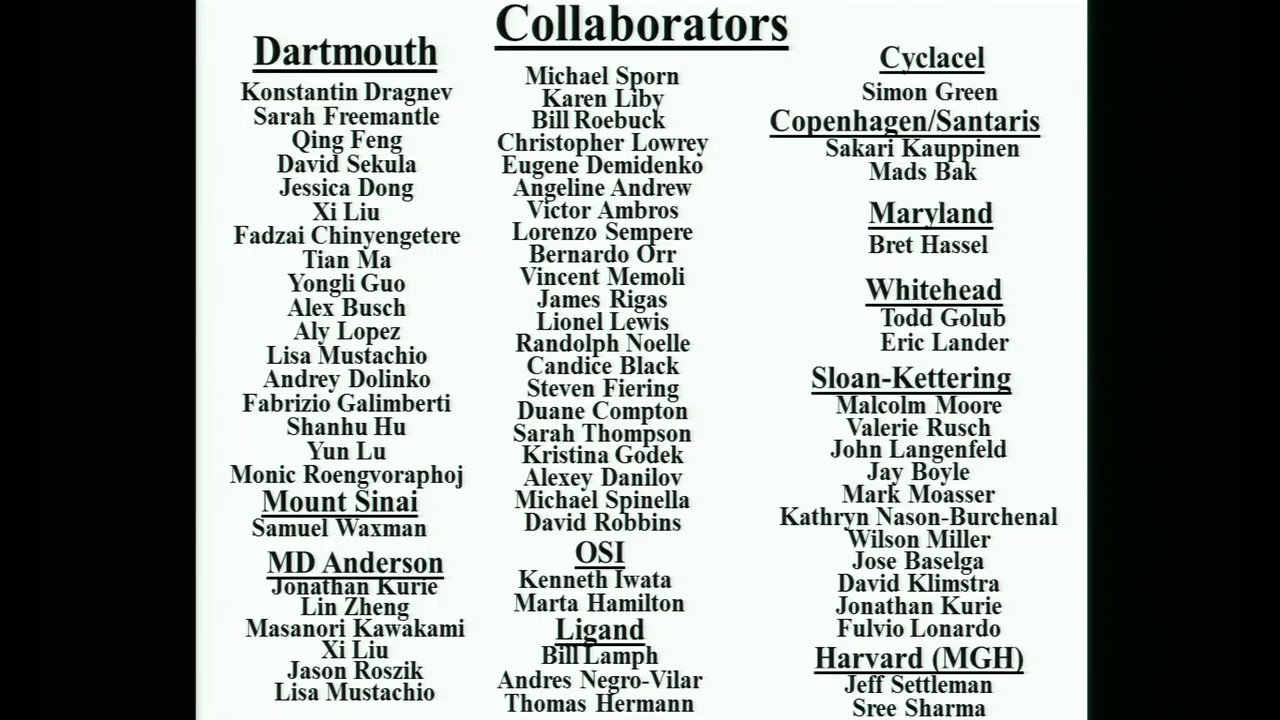 Collaborators
Dartmouth
Konstantin Dragnev
Sarah Freemantle
Qing Feng
David Sekula
Jessica Dong
Xi Liu
Fadzai Chinyengetere
Tian Ma
Yongli Guo
Alex Busch
Aly Lopez
Lisa Mustachio
Andrey Dolinko
Fabrizio Galimberti
Shanhu Hu
Yun Lu
Monic Roengvoraphoj
Mount Sinai
Samuel Waxman
MD Anderson
Jonathan Kurie
Lin Zheng
Masanori Kawakami
Xi Liu
Jason Roszik
Lisa Mustachio
Michael Sporn
Karen Liby
Bill Roebuck
Christopher Lowrey
Eugene Demidenko
Angeline Andrew
Victor Ambros
Lorenzo Sempere
Bernardo Orr
Vincent Memoli
James Rigas
Lionel Lewis
Randolph Noelle
Candice Black
Steven Fiering
Duane Compton
Sarah Thompson
Kristina Godek
Alexey Danilov
Michael Spinella
David Robbins
OSI
Kenneth Iwata
Marta Hamilton
Ligand
Bill Lamph
Andres Negro-Vilar
Thomas Hermann
Cyclacel
Simon Green
Copenhagen/Santaris
Sakari Kauppinen
Mads Bak
Maryland
Bret Hassel
Whitehead
Todd Golub
Eric Lander
Sloan-Kettering
Malcolm Moore
Valerie Rusch
John Langenfeld
Jay Boyle
Mark Moasser
Kathryn Nason-Burchenal
Wilson Miller
Jose Baselga
David Klimstra
Jonathan Kurie
Fulvio Lonardo
Harvard (MGH)
Jeff Settleman
Sree Sharma